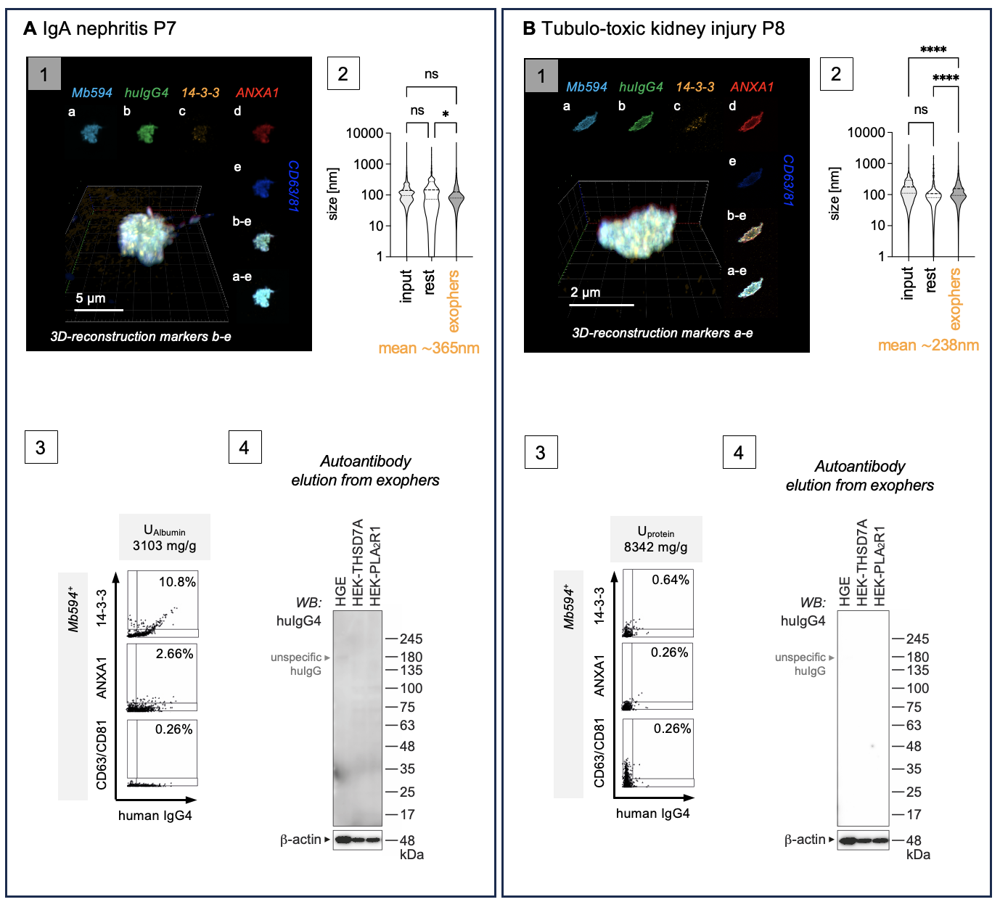 A IgA nephritis P7
1
Mb594 huIgG4 14-3-3 ANXA1
a b c d
e
CD63/81
b-e
a-e
5 µm
3D-reconstruction markers b-e
2
ns
ns *
size [nm]
10000
1000
100
10
1
input
rest
exophers
mean ~365nm
3
U Albumin
3103 mg/g
Mb594+
14-3-3
10.8%
ANXA1
2.66%
CD63/CD81
0.26%
human IgG4
4
Autoantibody
elution from exophers
WB:
HGE
HEK-THSD7A
HEK-PLA2R1
huIgG4
unspecific
huIgG
245
180
135
100
75
63
48
35
25
17
β-actin
48
kDa
B Tubulo-toxic kidney injury P8
1
Mb594 huIgG4 14-3-3 ANXA1
a b c d
e
CD63/81
b-e
a-e
2 µm
3D-reconstruction markers a-e
2
****
****
ns
size [nm]
10000
1000
100
10
1
input
rest
exophers
mean ~238nm
3
U protein
8342 mg/g
Mb594+
14-3-3
0.64%
ANXA1
0.26%
CD63/CD81
0.26%
human IgG4
4
Autoantibody
elution from exophers
WB:
HGE
HEK-THSD7A
HEK-PLA2R1
huIgG4
unspecific
huIgG
245
180
135
100
75
63
48
35
25
17
β-actin
48
kDa